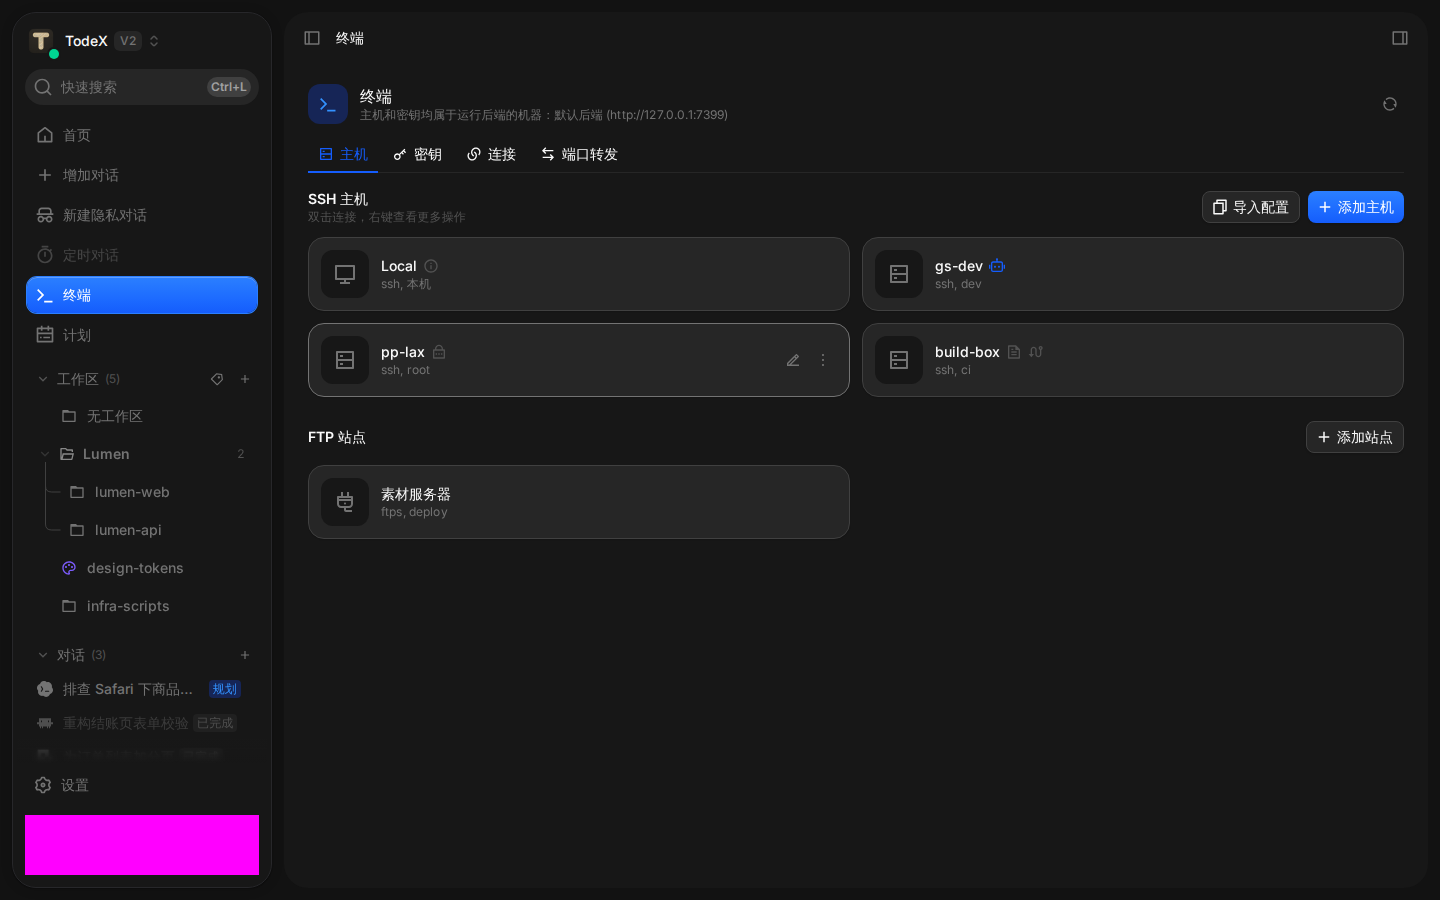 TodeX V2
快速搜索 Ctrl+L
首页
增加对话
新建隐私对话
定时对话
终端
计划
工作区 (5)
无工作区
Lumen 2
lumen-web
lumen-api
design-tokens
infra-scripts
对话 (3)
排查 Safari 下商品... 规划
重构结账页表单校验 已完成
设置
终端
终端
主机和密钥均属于运行后端的机器：默认后端 (http://127.0.0.1:7399)
主机 密钥 连接 端口转发
SSH 主机
双击连接，右键查看更多操作
导入配置 添加主机
Local
ssh, 本机
gs-dev
ssh, dev
pp-lax
ssh, root
build-box
ssh, ci
FTP 站点
添加站点
素材服务器
ftps, deploy